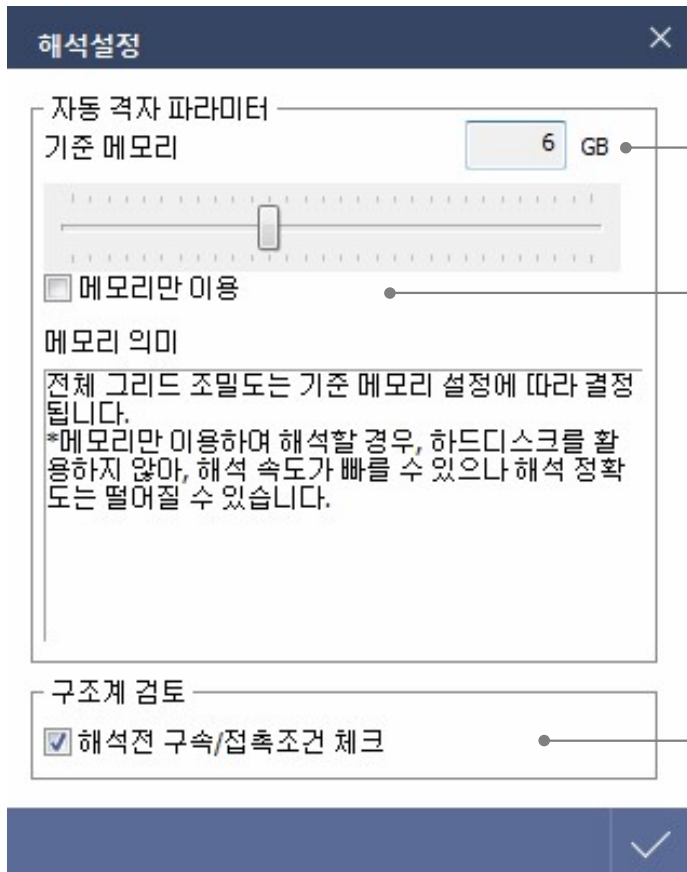 해석설정
자동 격자 파라미터
기준 메모리 6 GB
메모리만 이용
메모리 의미
전체 그리드 조밀도는 기준 메모리 설정에 따라 결정
됩니다.
*메모리만 이용하여 해석할 경우, 하드디스크를 활
용하지 않아, 해석 속도가 빠를 수 있으나 해석 정확
도는 떨어질 수 있습니다.
구조계 검토
해석전 구속/접촉조건 체크